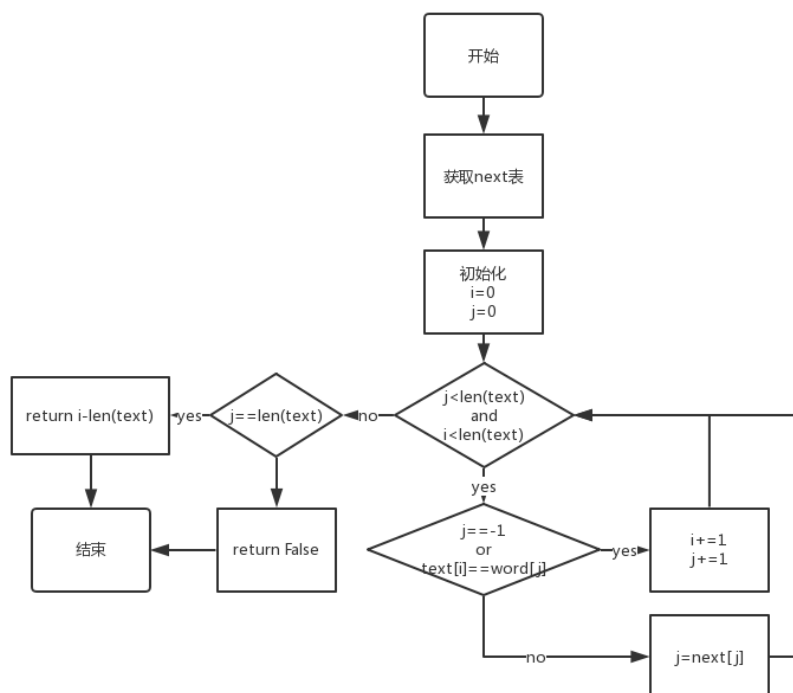 开始
获取next表
初始化
i=0
j=0
j<len(text)
and
i<len(text)
no
j==len(text)
yes
return i-len(text)
yes
结束
return False
j==-1
or
text[i]==word[j]
yes
i+=1
j+=1
no
j=next[j]